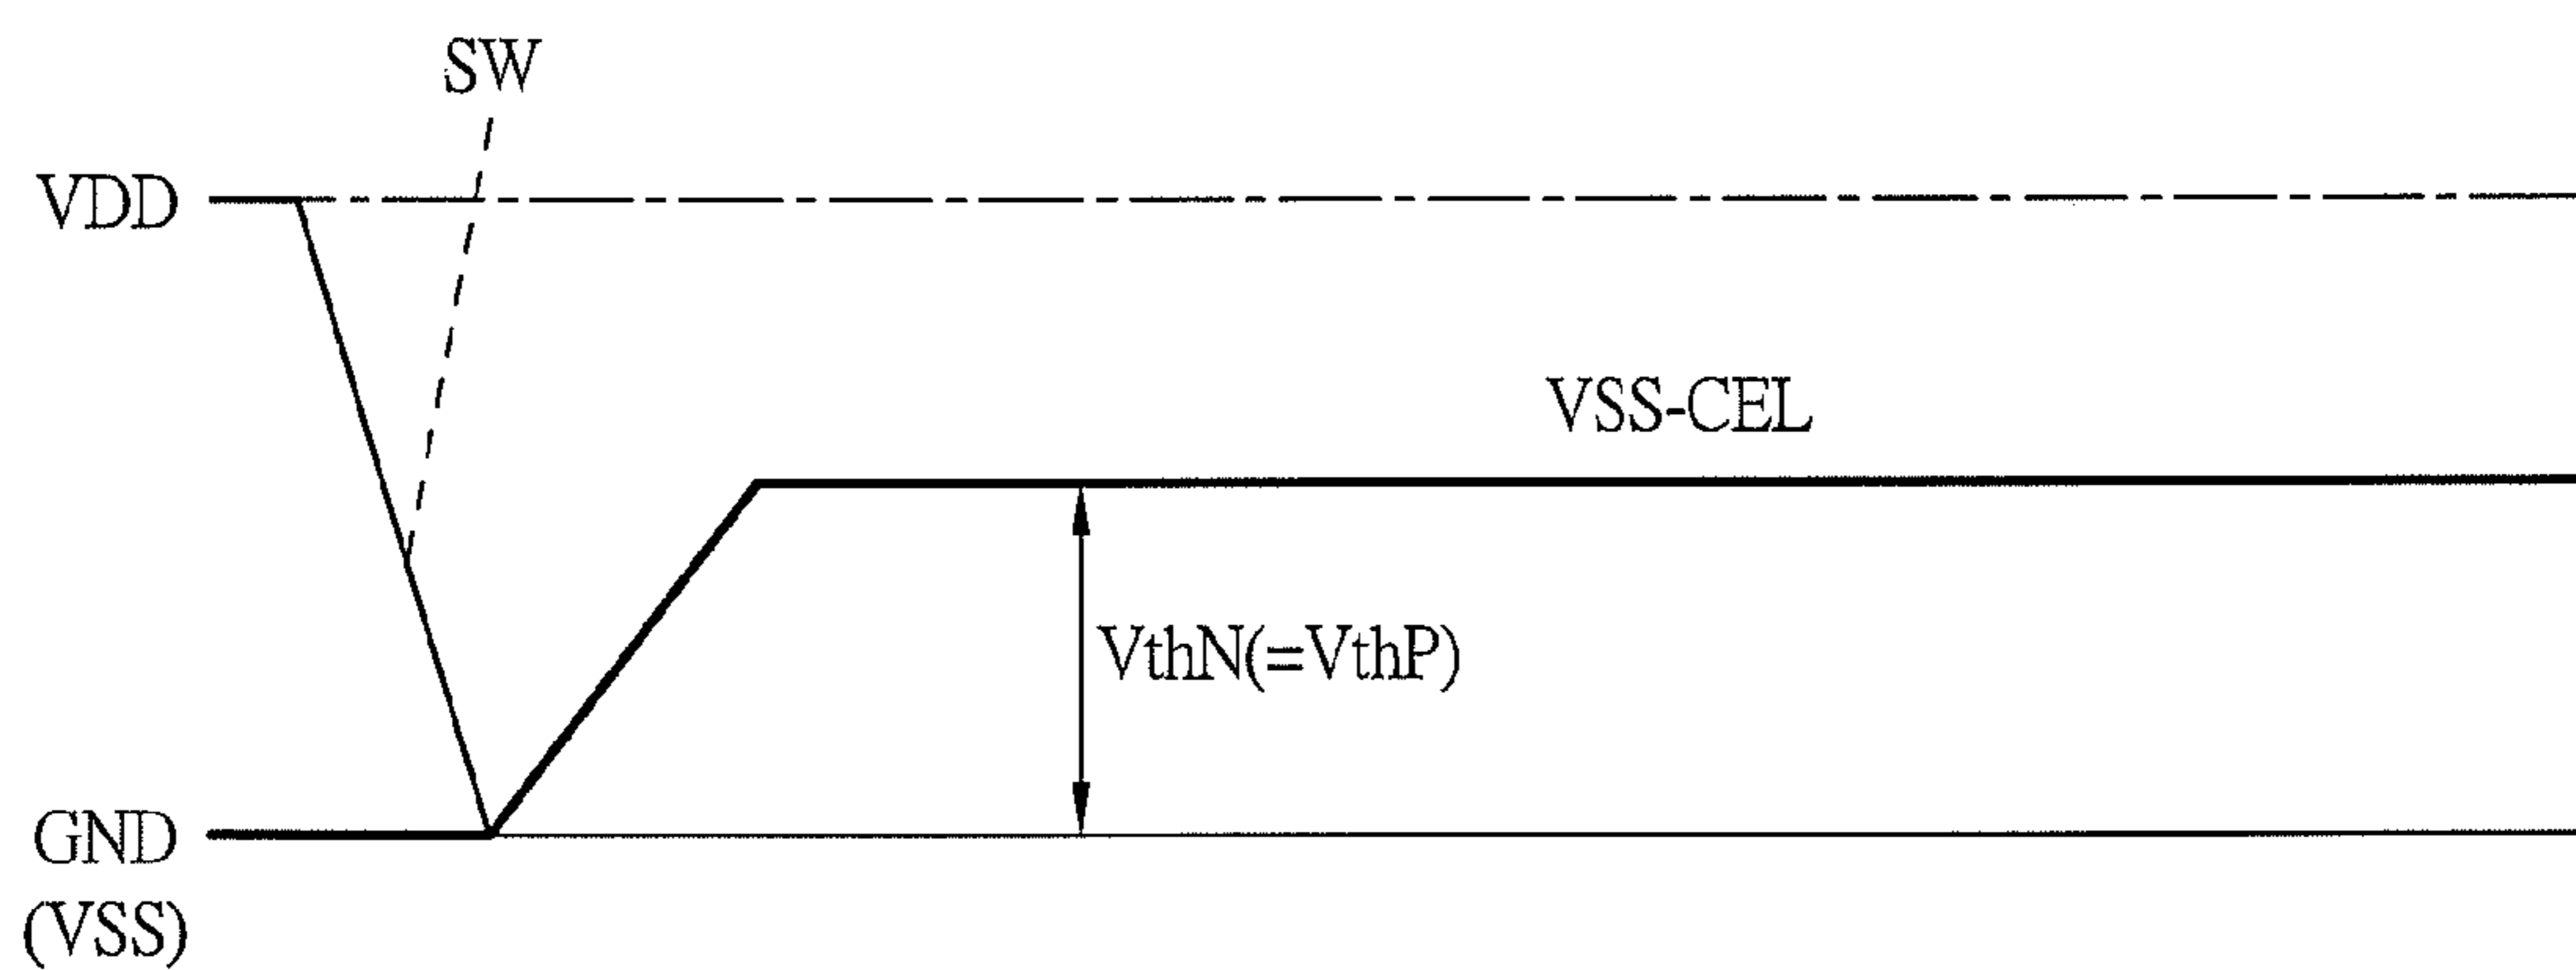 SW
VDD
VSS-CEL
VthN(=VthP)
GND
(VSS)